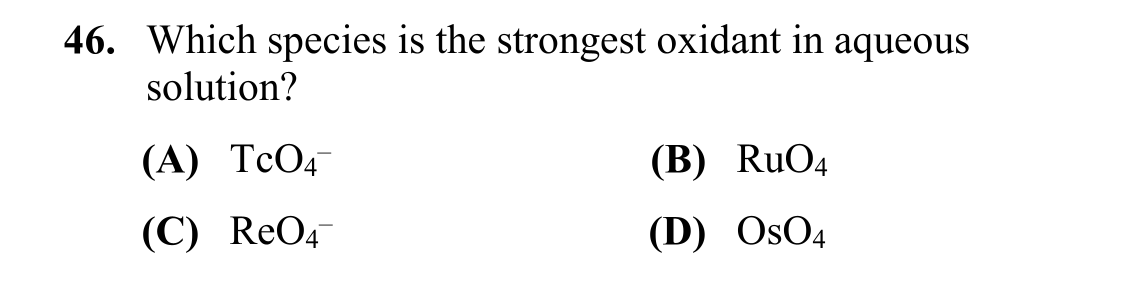 46. Which species is the strongest oxidant in aqueous
solution?
(A) TcO₄⁻ (B) RuO₄
(C) ReO₄⁻ (D) OsO₄